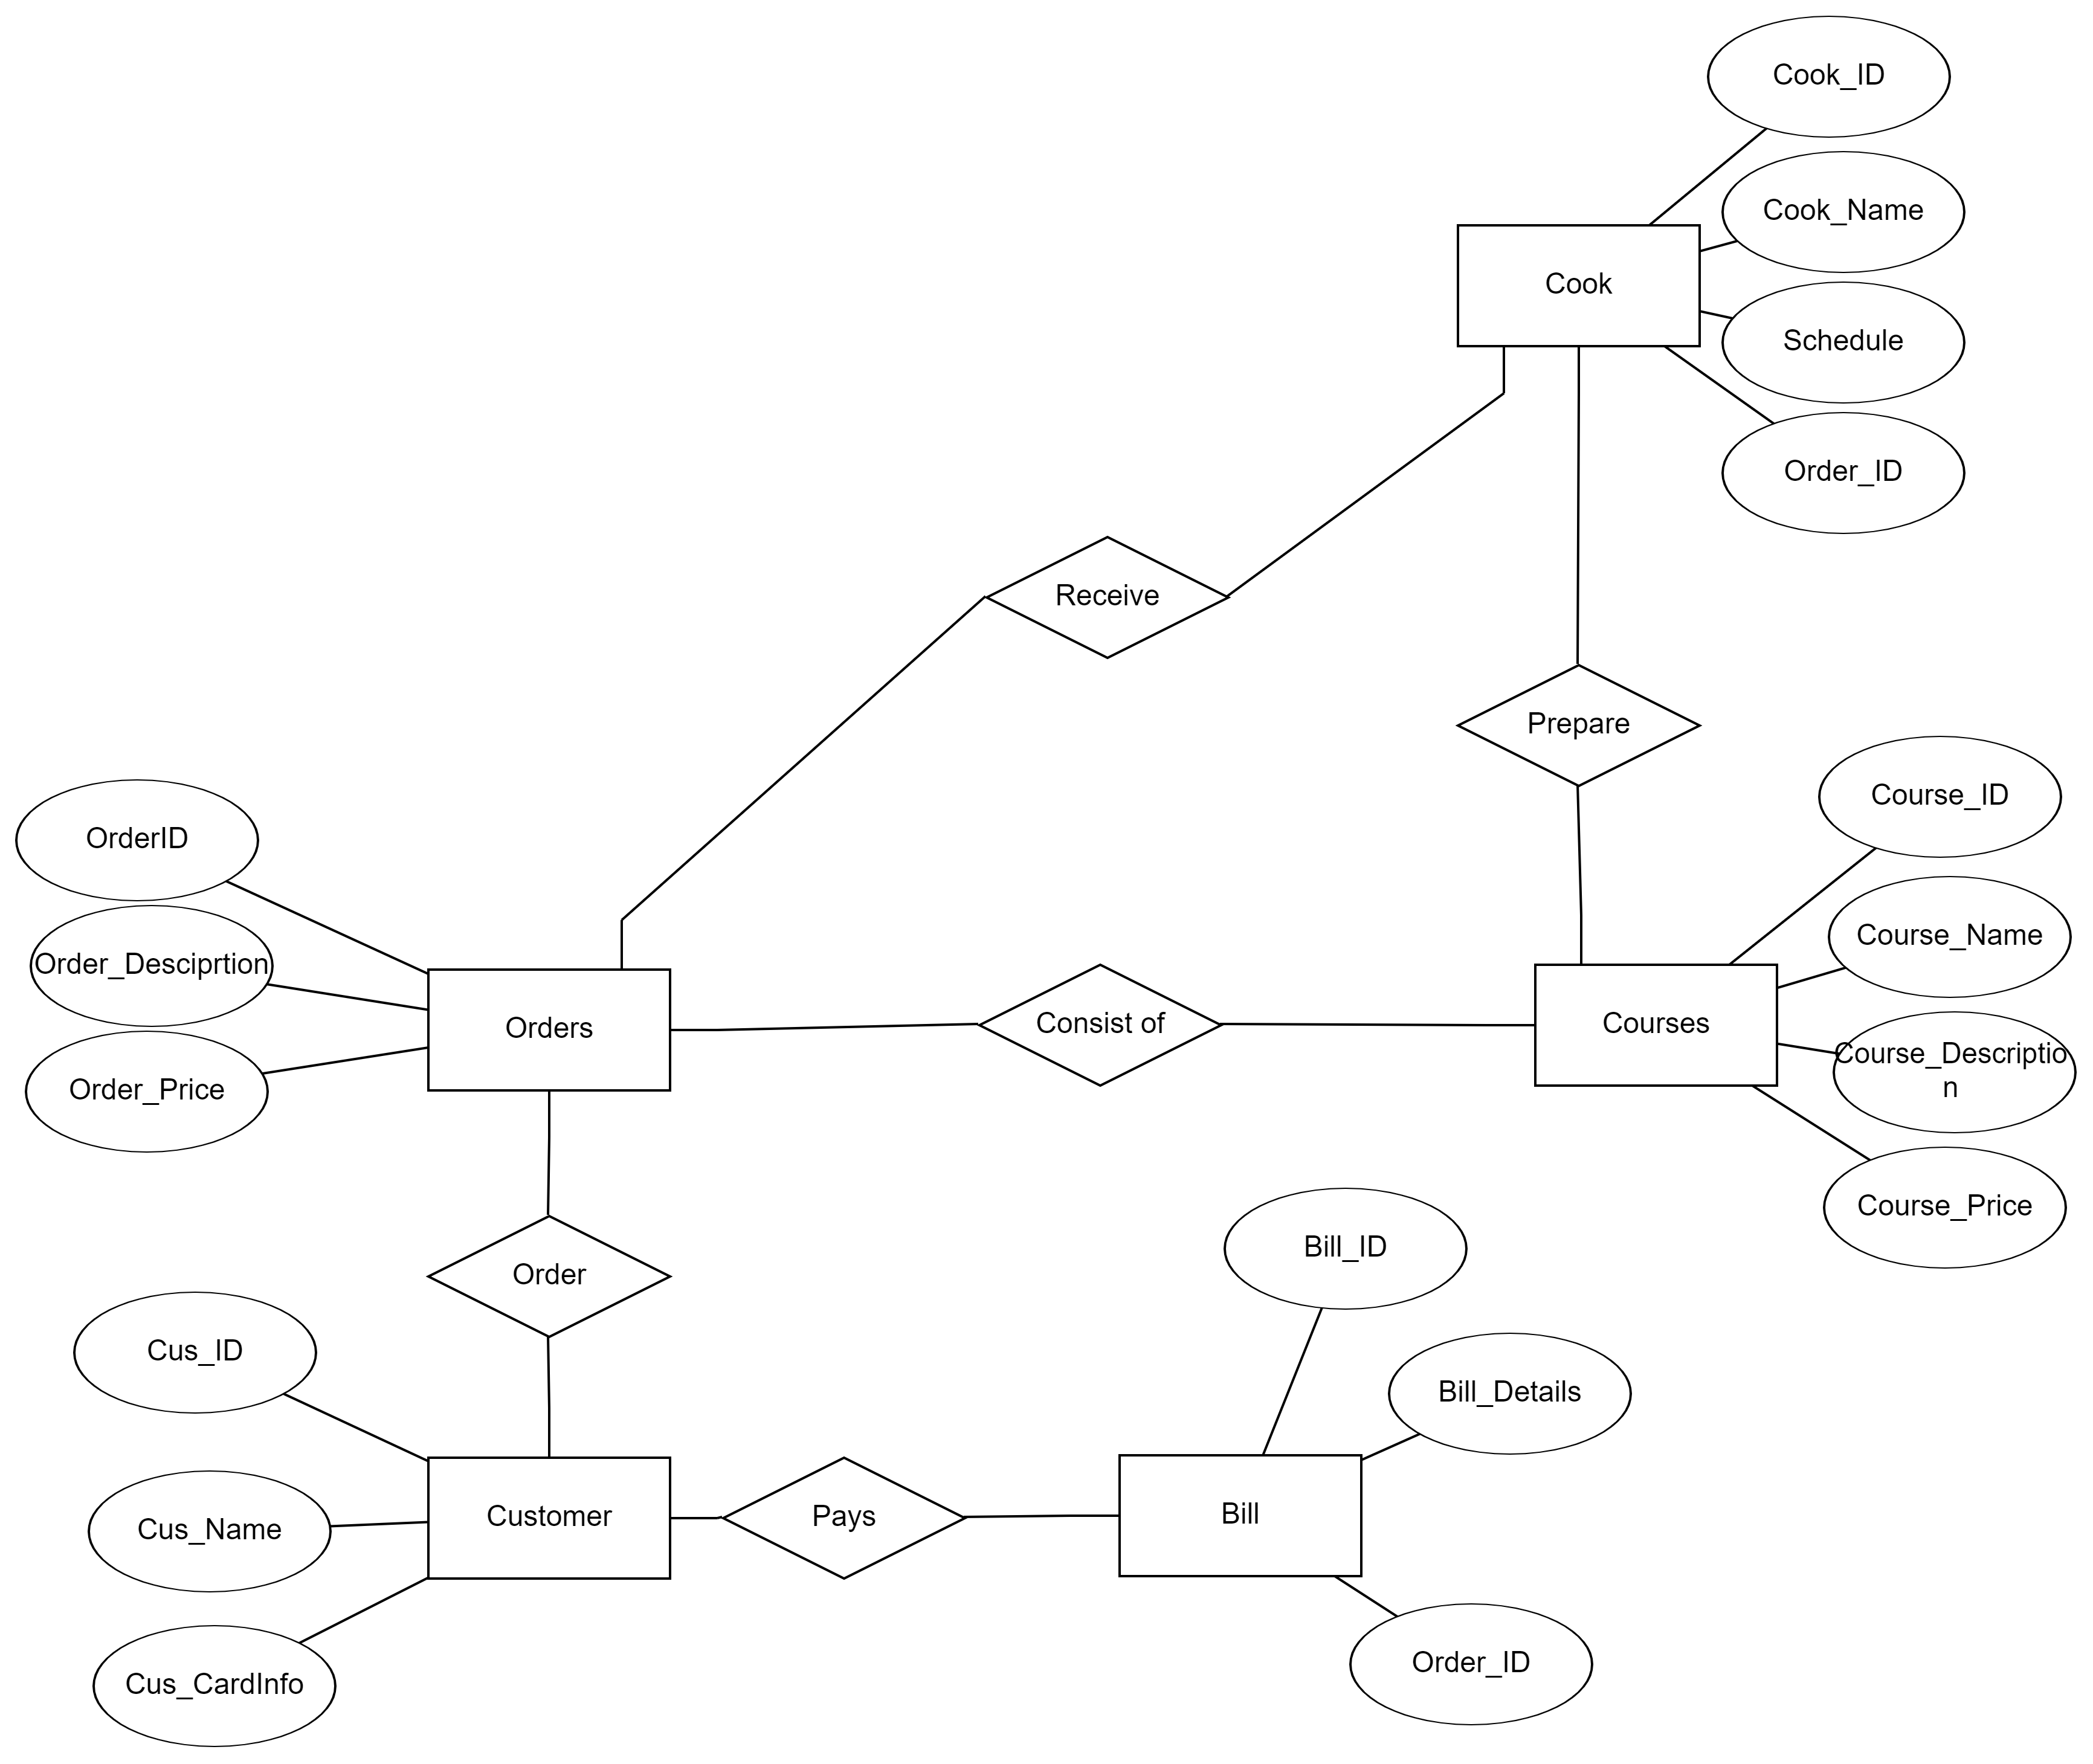 Cook_ID
Cook_Name
Cook
Schedule
Order_ID
Receive
Prepare
Course_ID
OrderID
Course_Name
Order_Desciprtion
Orders
Consist of
Courses
Course_Descriptio
n
Order_Price
Course_Price
Bill_ID
Order
Cus_ID
Bill_Details
Customer
Pays
Bill
Cus_Name
Order_ID
Cus_CardInfo